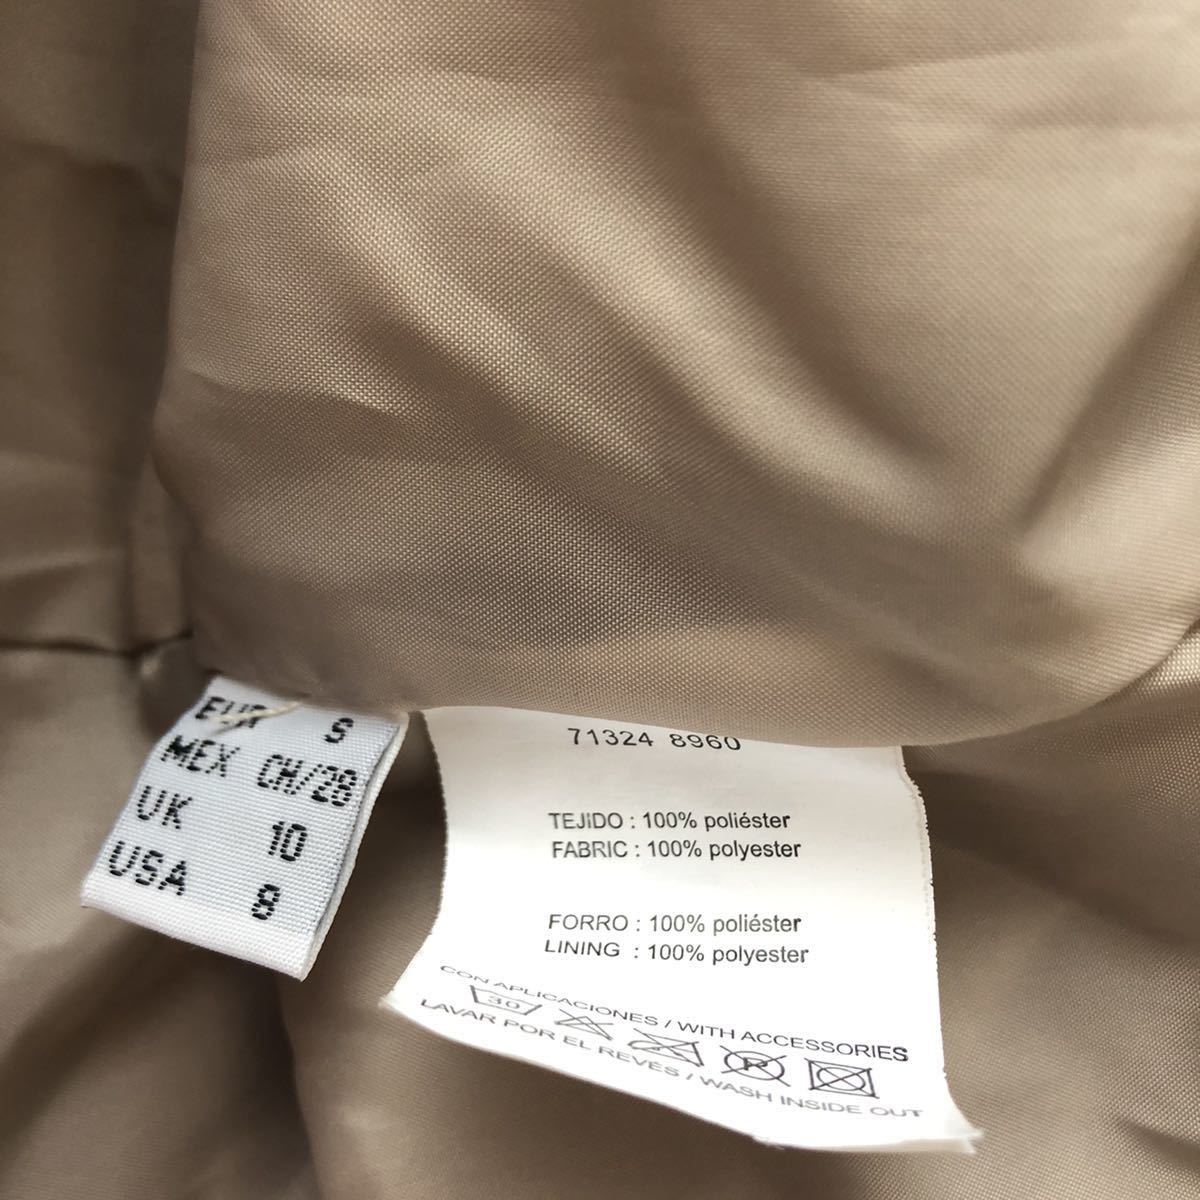 EUR S
MEX CH/28
UK 10
USA 8
71324 8960
TEJIDO : 100% poliéster
FABRIC : 100% polyester
FORRO : 100% poliéster
LINING : 100% polyester
CON APLICACIONES / WITH ACCESSORIES
30 P
LAVAR POR EL REVÉS / WASH INSIDE OUT